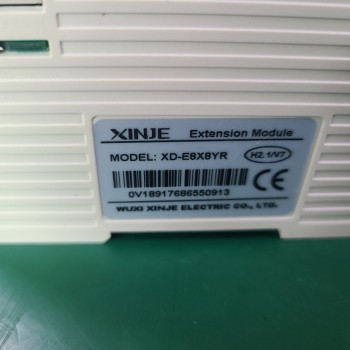 XINJE Extension Module
MODEL: XD-E8X8YR H2.1/V7
0V18917686550913 CE
WUXI XINJE ELECTRIC CO., LTD.